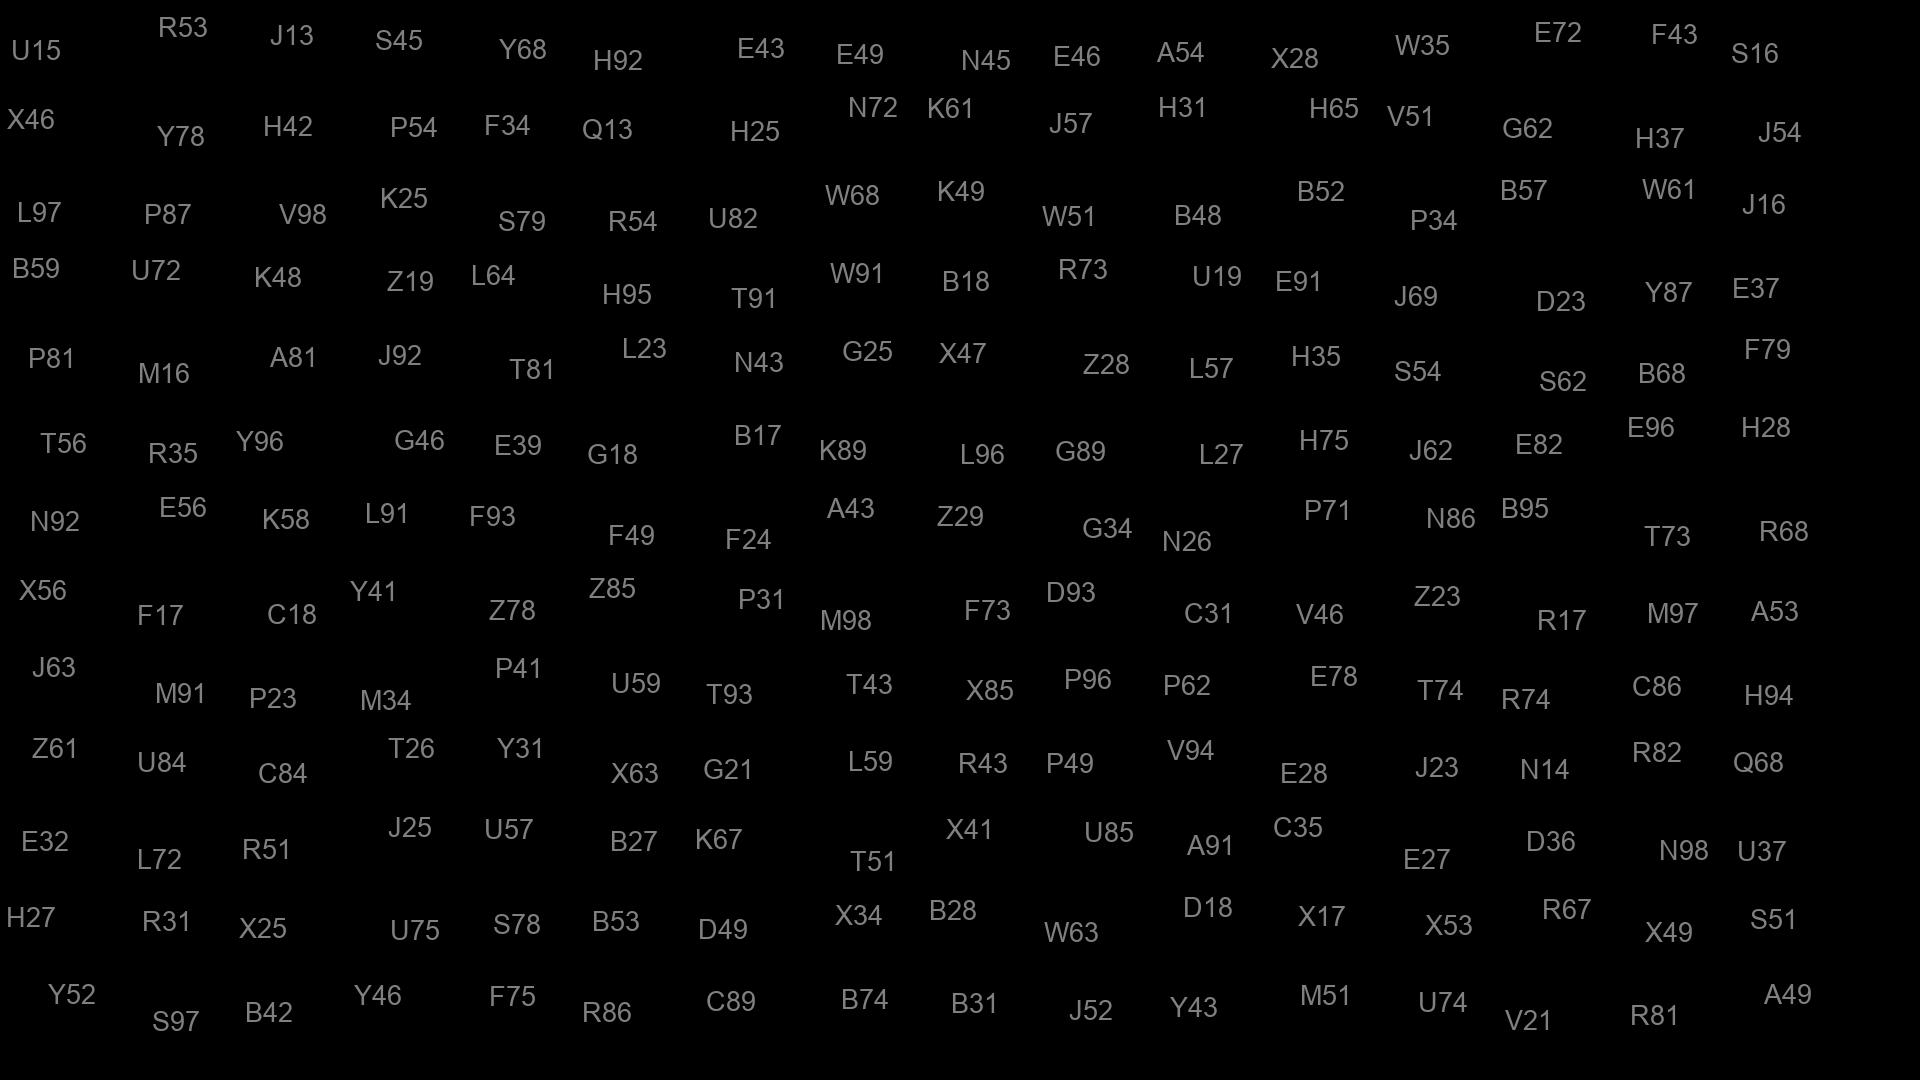 U15 R53 J13 S45 Y68 H92 E43 E49 N45 E46 A54 X28 W35 E72 F43 S16
X46 Y78 H42 P54 F34 Q13 H25 N72 K61 J57 H31 H65 V51 G62 H37 J54
L97 P87 V98 K25 S79 R54 U82 W68 K49 W51 B48 B52 P34 B57 W61 J16
B59 U72 K48 Z19 L64 H95 T91 W91 B18 R73 U19 E91 J69 D23 Y87 E37
P81 M16 A81 J92 T81 L23 N43 G25 X47 Z28 L57 H35 S54 S62 B68 F79
T56 R35 Y96 G46 E39 G18 B17 K89 L96 G89 L27 H75 J62 E82 E96 H28
N92 E56 K58 L91 F93 F49 F24 A43 Z29 G34 N26 P71 N86 B95 T73 R68
X56 F17 C18 Y41 Z78 Z85 P31 M98 F73 D93 C31 V46 Z23 R17 M97 A53
J63 M91 P23 M34 P41 U59 T93 T43 X85 P96 P62 E78 T74 R74 C86 H94
Z61 U84 C84 T26 Y31 X63 G21 L59 R43 P49 V94 E28 J23 N14 R82 Q68
E32 L72 R51 J25 U57 B27 K67 T51 X41 U85 A91 C35 E27 D36 N98 U37
H27 R31 X25 U75 S78 B53 D49 X34 B28 W63 D18 X17 X53 R67 X49 S51
Y52 S97 B42 Y46 F75 R86 C89 B74 B31 J52 Y43 M51 U74 V21 R81 A49